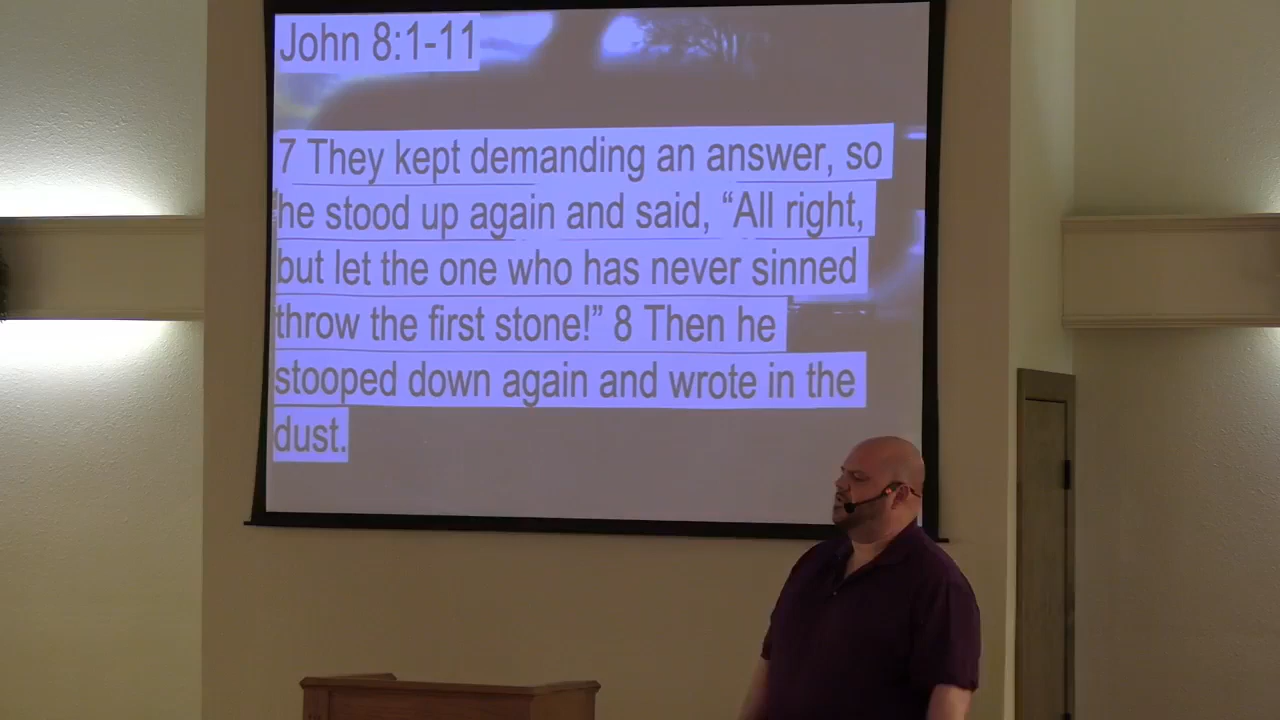 John 8:1-11
7 They kept demanding an answer, so
he stood up again and said, “All right,
but let the one who has never sinned
throw the first stone!” 8 Then he
stooped down again and wrote in the
dust.